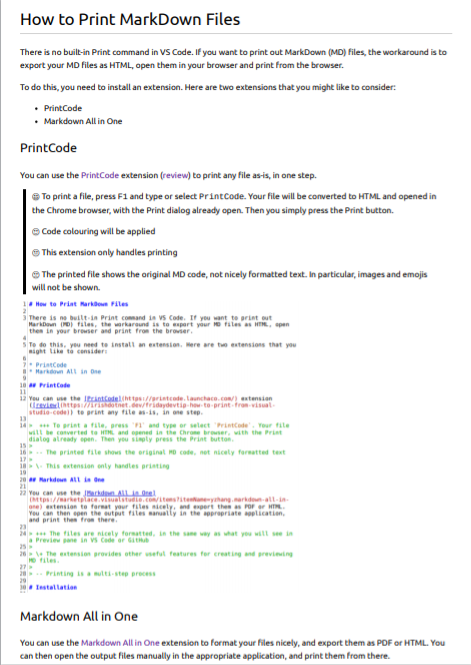 How to Print MarkDown Files
There is no built-in Print command in VS Code. If you want to print out MarkDown (MD) files, the workaround is to
export your MD files as HTML, open them in your browser and print from the browser.
To do this, you need to install an extension. Here are two extensions that you might like to consider:
• PrintCode
• Markdown All in One
PrintCode
You can use the PrintCode extension (review) to print any file as-is, in one step.
😀 To print a file, press F1 and type or select PrintCode. Your file will be converted to HTML and opened in
the Chrome browser, with the Print dialog already open. Then you simply press the Print button.
Code colouring will be applied
This extension only handles printing
The printed file shows the original MD code, not nicely formatted text. In particular, images and emojis
will not be shown.
1 # How to Print MarkDown Files
2
3 There is no built-in Print command in VS Code. If you want to print out
MarkDown (MD) files, the workaround is to export your MD files as HTML, open
them in your browser and print from the browser.
4
5 To do this, you need to install an extension. Here are two extensions that you
might like to consider:
6
7 * PrintCode
8 * Markdown All in One
9
10 ## PrintCode
11
12 You can use the [PrintCode](https://printcode.launchaco.com/) extension
([review](https://irishdotnet.dev/fridaydevtip-how-to-print-from-visual-
studio-code)) to print any file as-is, in one step.
13
14 > +++ To print a file, press `F1` and type or select `PrintCode`. Your file
will be converted to HTML and opened in the Chrome browser, with the Print
dialog already open. Then you simply press the Print button.
15 >
16 > -- The printed file shows the original MD code, not nicely formatted text
17 >
18 > \- This extension only handles printing
19
20 ## Markdown All in One
21
22 You can use the [Markdown All in One]
(https://marketplace.visualstudio.com/items?itemName=yzhang.markdown-all-in-
one) extension to format your files nicely, and export them as PDF or HTML.
You can then open the output files manually in the appropriate application,
and print them from there.
23
24 > +++ The files are nicely formatted, in the same way as what you will see in
a Preview pane in VS Code or GitHub
25 >
26 > \+ The extension provides other useful features for creating and previewing
MD files.
27 >
28 > -- Printing is a multi-step process
29
30 # Installation
Markdown All in One
You can use the Markdown All in One extension to format your files nicely, and export them as PDF or HTML. You
can then open the output files manually in the appropriate application, and print them from there.